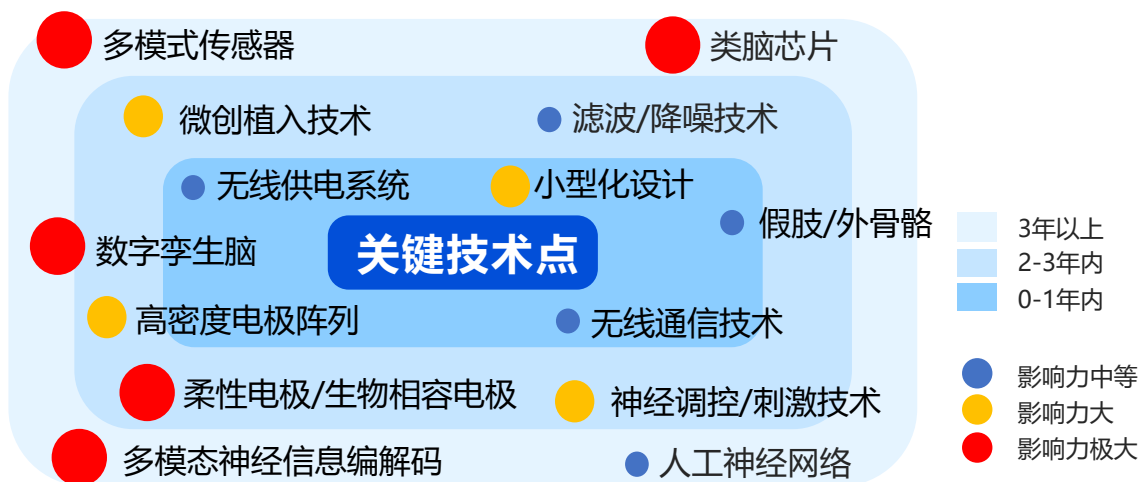 多模式传感器
类脑芯片
微创植入技术
滤波/降噪技术
无线供电系统
小型化设计
假肢/外骨骼
数字孪生脑
关键技术点
高密度电极阵列
无线通信技术
柔性电极/生物相容电极
神经调控/刺激技术
多模态神经信息编解码
人工神经网络
3年以上
2-3年内
0-1年内
影响力中等
影响力大
影响力极大